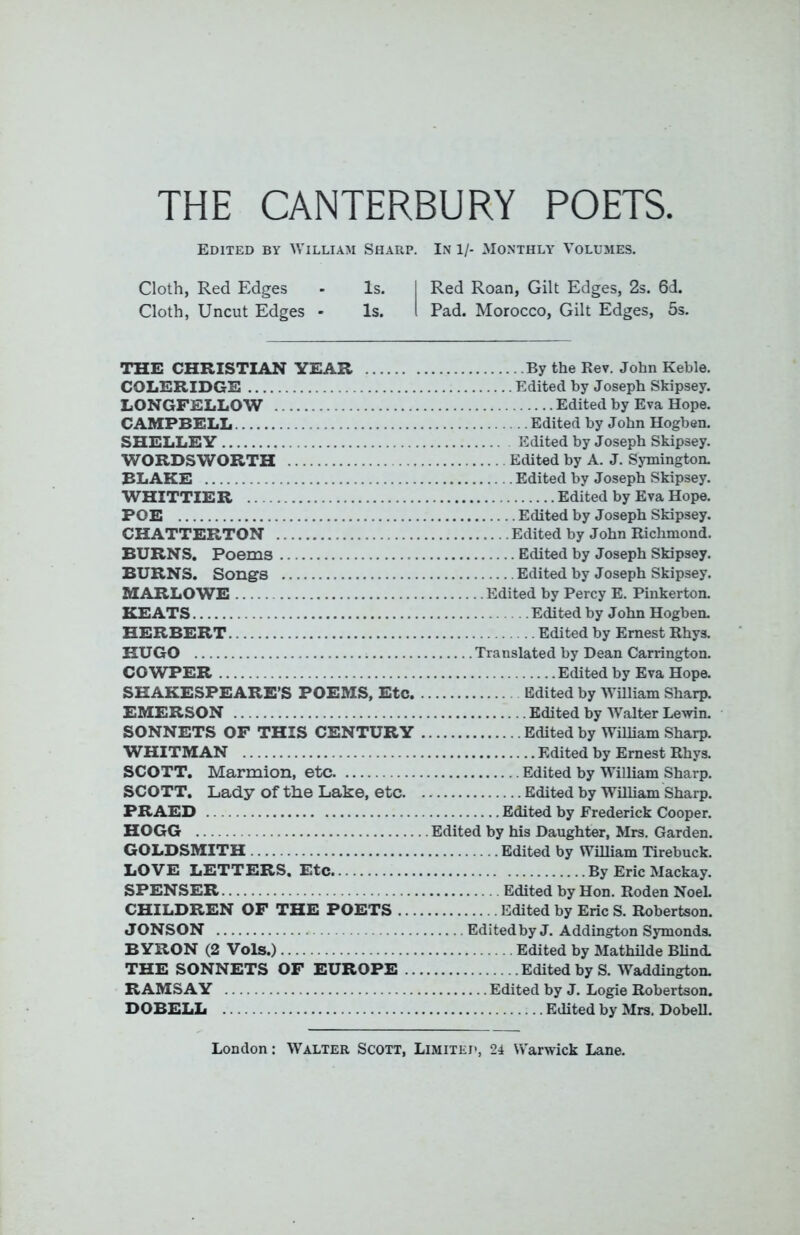 THE CANTERBURY POETS.
EDITED BY WILLIAM SHARP. IN 1/- MONTHLY VOLUMES.
Cloth, Red Edges - 1s. | Red Roan, Gilt Edges, 2s. 6d.
Cloth, Uncut Edges - 1s. | Pad. Morocco, Gilt Edges, 5s.
THE CHRISTIAN YEAR ........................By the Rev. John Keble.
COLERIDGE ........................Edited by Joseph Skipsey.
LONGFELLOW ........................Edited by Eva Hope.
CAMPBELL........................Edited by John Hogben.
SHELLEY ........................ Edited by Joseph Skipsey.
WORDSWORTH ........................Edited by A. J. Symington.
BLAKE ........................Edited by Joseph Skipsey.
WHITTIER ........................Edited by Eva Hope.
POE ........................Edited by Joseph Skipsey.
CHATTERTON ........................Edited by John Richmond.
BURNS. Poems ........................Edited by Joseph Skipsey.
BURNS. Songs ........................Edited by Joseph Skipsey.
MARLOWE ........................Edited by Percy E. Pinkerton.
KEATS........................Edited by John Hogben.
HERBERT........................Edited by Ernest Rhys.
HUGO ........................Translated by Dean Carrington.
COWPER ........................Edited by Eva Hope.
SHAKESPEARE'S POEMS, Etc. ........................Edited by William Sharp.
EMERSON ........................Edited by Walter Lewin.
SONNETS OF THIS CENTURY ........................Edited by William Sharp.
WHITMAN ........................Edited by Ernest Rhys.
SCOTT. Marmion, etc. ........................Edited by William Sharp.
SCOTT. Lady of the Lake, etc. ........................Edited by William Sharp.
PRAED ........................Edited by Frederick Cooper.
HOGG ........................Edited by his Daughter, Mrs. Garden.
GOLDSMITH ........................Edited by William Tirebuck.
LOVE LETTERS, Etc.........................By Eric Mackay.
SPENSER........................Edited by Hon. Roden Noel.
CHILDREN OF THE POETS ........................Edited by Eric S. Robertson.
JONSON ........................Edited by J. Addington Symonds.
BYRON (2 Vols.)........................Edited by Mathilde Blind.
THE SONNETS OF EUROPE ........................Edited by S. Waddington.
RAMSAY ........................Edited by J. Logie Robertson.
DOBELL ........................Edited by Mrs. Dobell.
London: WALTER SCOTT, LIMITED, 24 Warwick Lane.